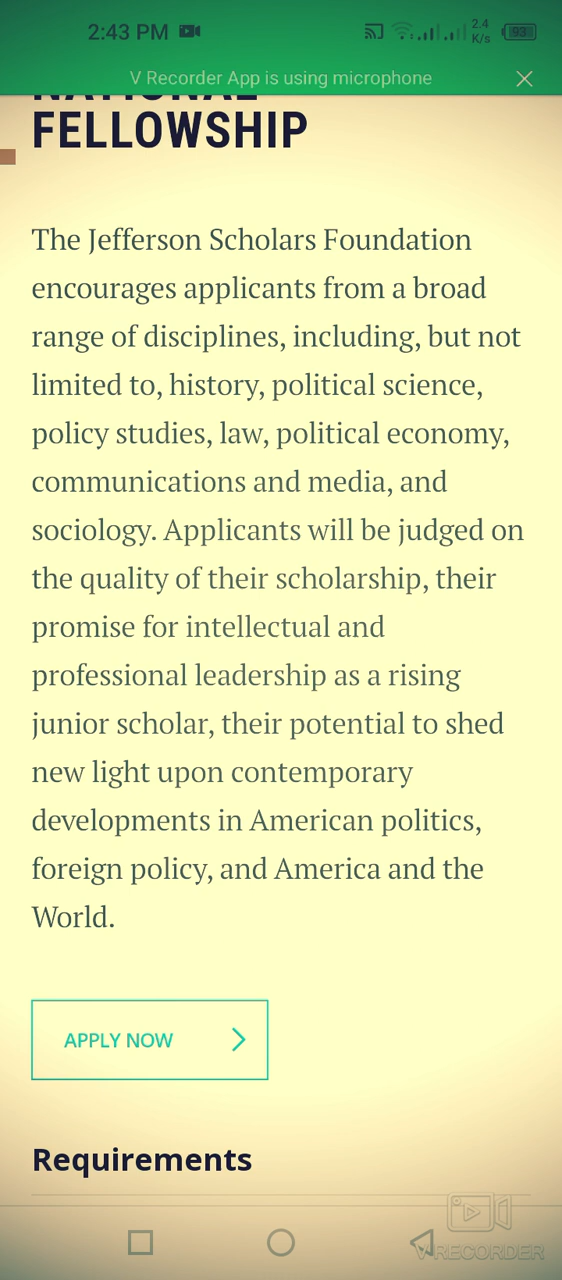 2:43 PM
2.4
K/s
93
V Recorder App is using microphone
NATIONAL
FELLOWSHIP
The Jefferson Scholars Foundation
encourages applicants from a broad
range of disciplines, including, but not
limited to, history, political science,
policy studies, law, political economy,
communications and media, and
sociology. Applicants will be judged on
the quality of their scholarship, their
promise for intellectual and
professional leadership as a rising
junior scholar, their potential to shed
new light upon contemporary
developments in American politics,
foreign policy, and America and the
World.
APPLY NOW
Requirements
V RECORDER